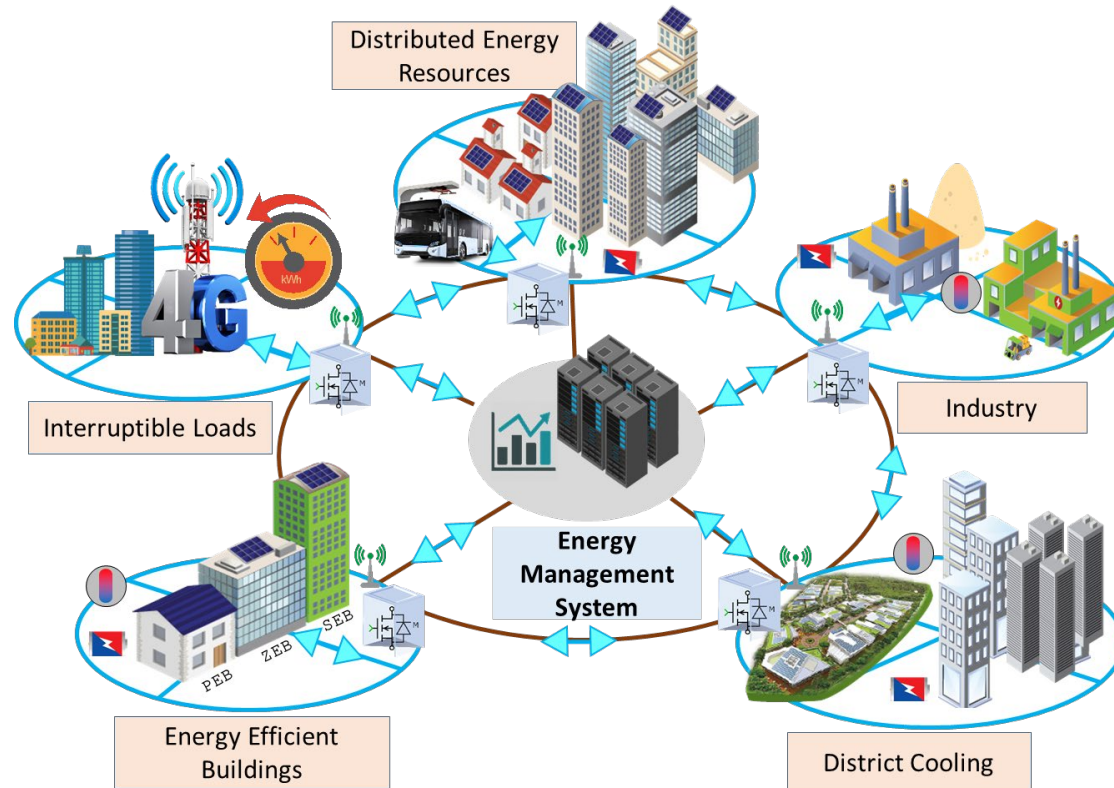 Distributed Energy
Resources
kWh
4G
M
M
M
Interruptible Loads
Industry
Energy
Management
System
M
M
SEB
ZEB
PEB
Energy Efficient
Buildings
District Cooling